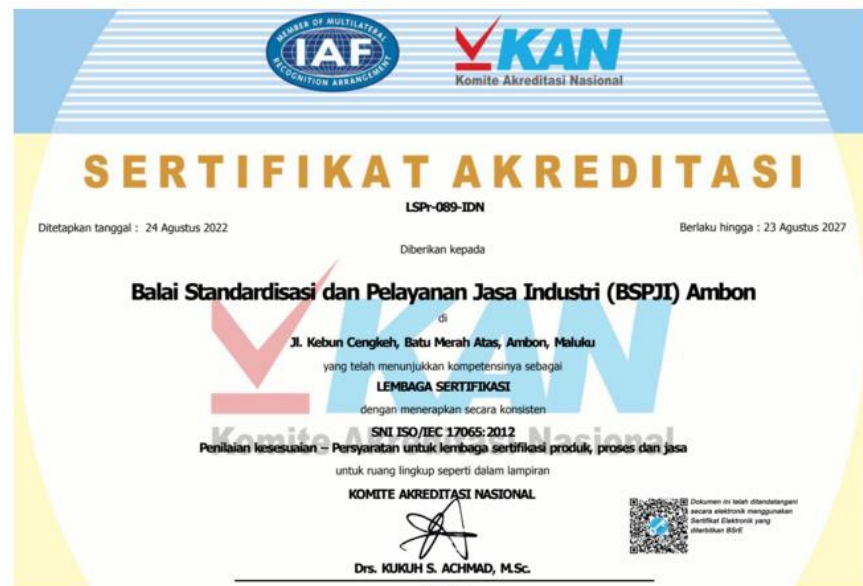 MEMBER OF MULTILATERAL
IAF
RECOGNITION ARRANGEMENT
KAN
Komite Akreditasi Nasional
SERTIFIKAT AKREDITASI
LSPr-089-IDN
Ditetapkan tanggal : 24 Agustus 2022
Berlaku hingga : 23 Agustus 2027
Diberikan kepada
Balai Standardisasi dan Pelayanan Jasa Industri (BSPJI) Ambon
di
Jl. Kebun Cengkeh, Batu Merah Atas, Ambon, Maluku
yang telah menunjukkan kompetensinya sebagai
LEMBAGA SERTIFIKASI
dengan menerapkan secara konsisten
SNI ISO/IEC 17065:2012
Penilaian kesesuaian – Persyaratan untuk lembaga sertifikasi produk, proses dan jasa
untuk ruang lingkup seperti dalam lampiran
KOMITE AKREDITASI NASIONAL
Dokumen ini telah ditandatangani
secara elektronik menggunakan
Sertifikat Elektronik yang
diterbitkan BSrE
Drs. KUKUH S. ACHMAD, M.Sc.
KAN
Komite Akreditasi Nasional